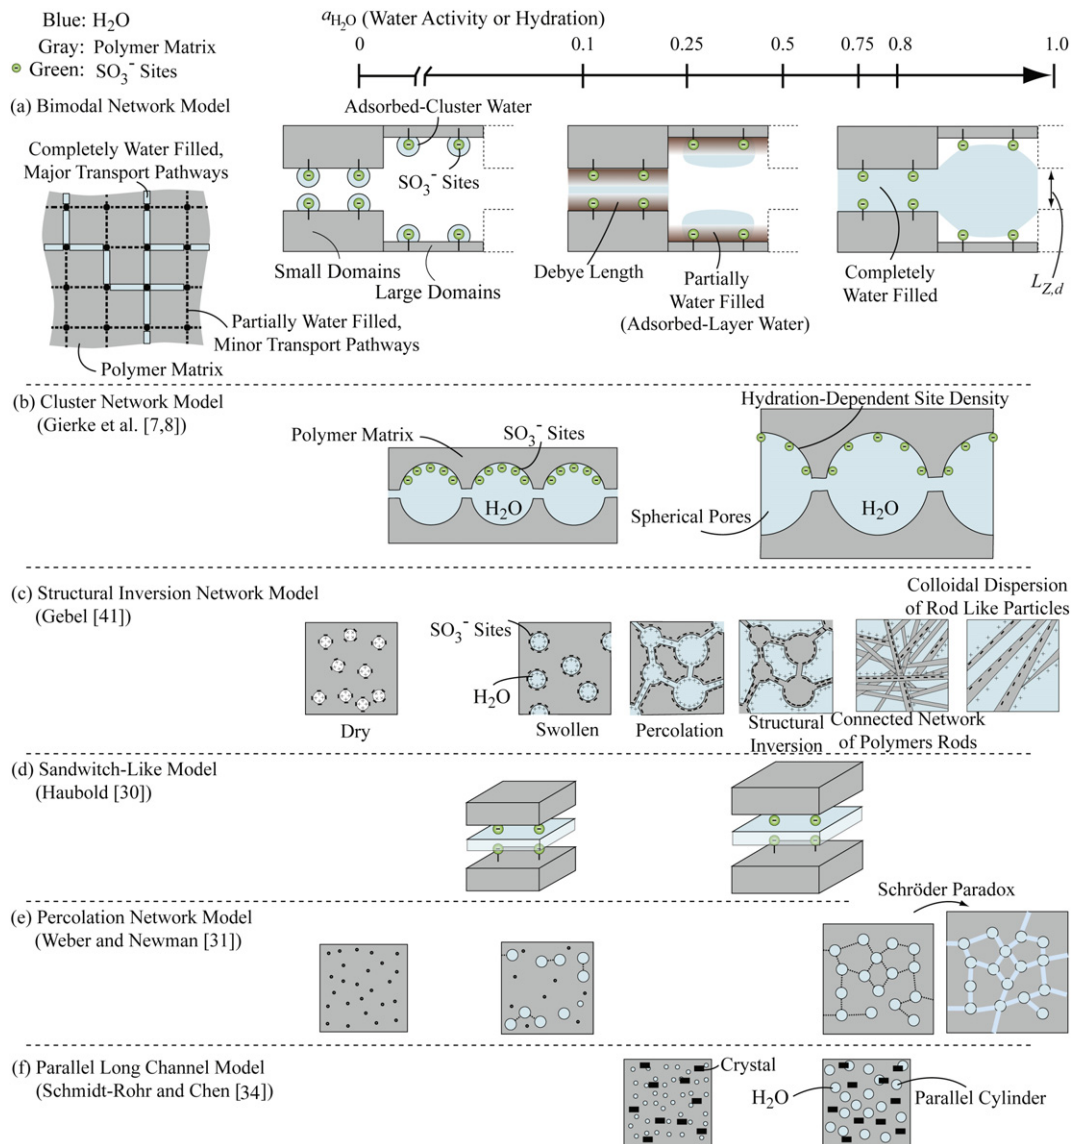 a_H₂O (Water Activity or Hydration)
Blue: H₂O
Gray: Polymer Matrix
Green: SO₃⁻ Sites
0 0.1 0.25 0.5 0.75 0.8 1.0
(a) Bimodal Network Model
Completely Water Filled,
Major Transport Pathways
Partially Water Filled,
Minor Transport Pathways
Polymer Matrix
Adsorbed-Cluster Water
SO₃⁻ Sites
Small Domains
Large Domains
Debye Length
Partially
Water Filled
(Adsorbed-Layer Water)
Completely
Water Filled
L_Z,d
(b) Cluster Network Model
(Gierke et al. [7,8])
Polymer Matrix
SO₃⁻ Sites
H₂O
Hydration-Dependent Site Density
Spherical Pores
H₂O
(c) Structural Inversion Network Model
(Gebel [41])
Dry
SO₃⁻ Sites
H₂O
Swollen
Percolation
Structural
Inversion
Connected Network
of Polymers Rods
Colloidal Dispersion
of Rod Like Particles
(d) Sandwitch-Like Model
(Haubold [30])
(e) Percolation Network Model
(Weber and Newman [31])
Schröder Paradox
(f) Parallel Long Channel Model
(Schmidt-Rohr and Chen [34])
Crystal
H₂O
Parallel Cylinder